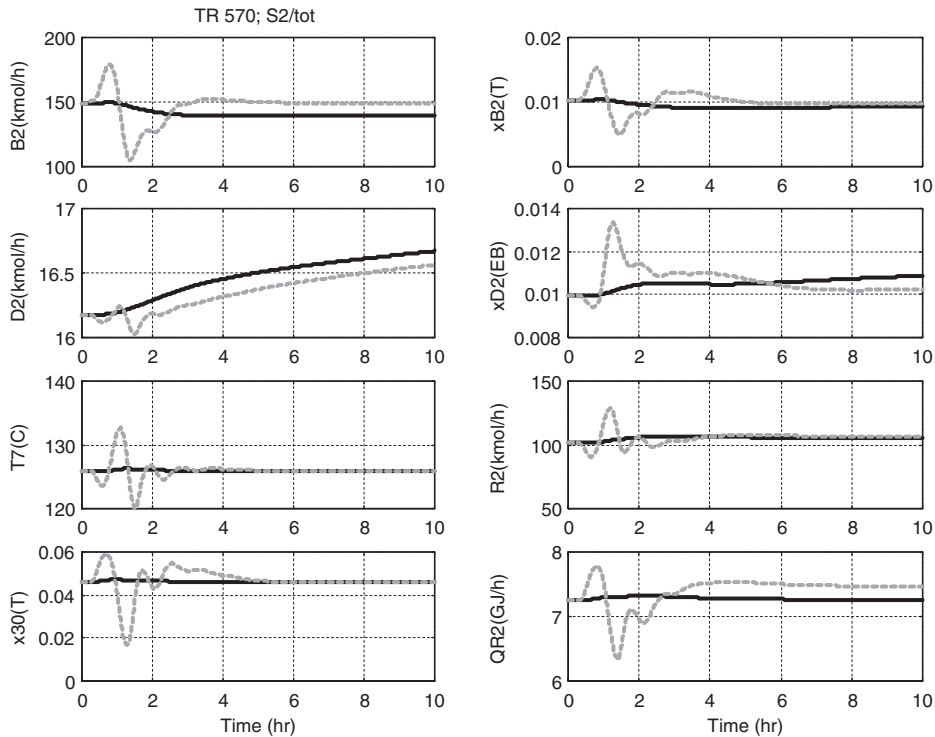 TR 570; S2/tot
B2(kmol/h)
200
150
100
0 2 4 6 8 10
xB2(T)
0.02
0.01
0
0 2 4 6 8 10
D2(kmol/h)
17
16.5
16
0 2 4 6 8 10
xD2(EB)
0.014
0.012
0.01
0.008
0 2 4 6 8 10
T7(C)
140
130
120
0 2 4 6 8 10
R2(kmol/h)
150
100
50
0 2 4 6 8 10
x30(T)
0.06
0.04
0.02
0
0 2 4 6 8 10
Time (hr)
QR2(GJ/h)
8
7
6
0 2 4 6 8 10
Time (hr)